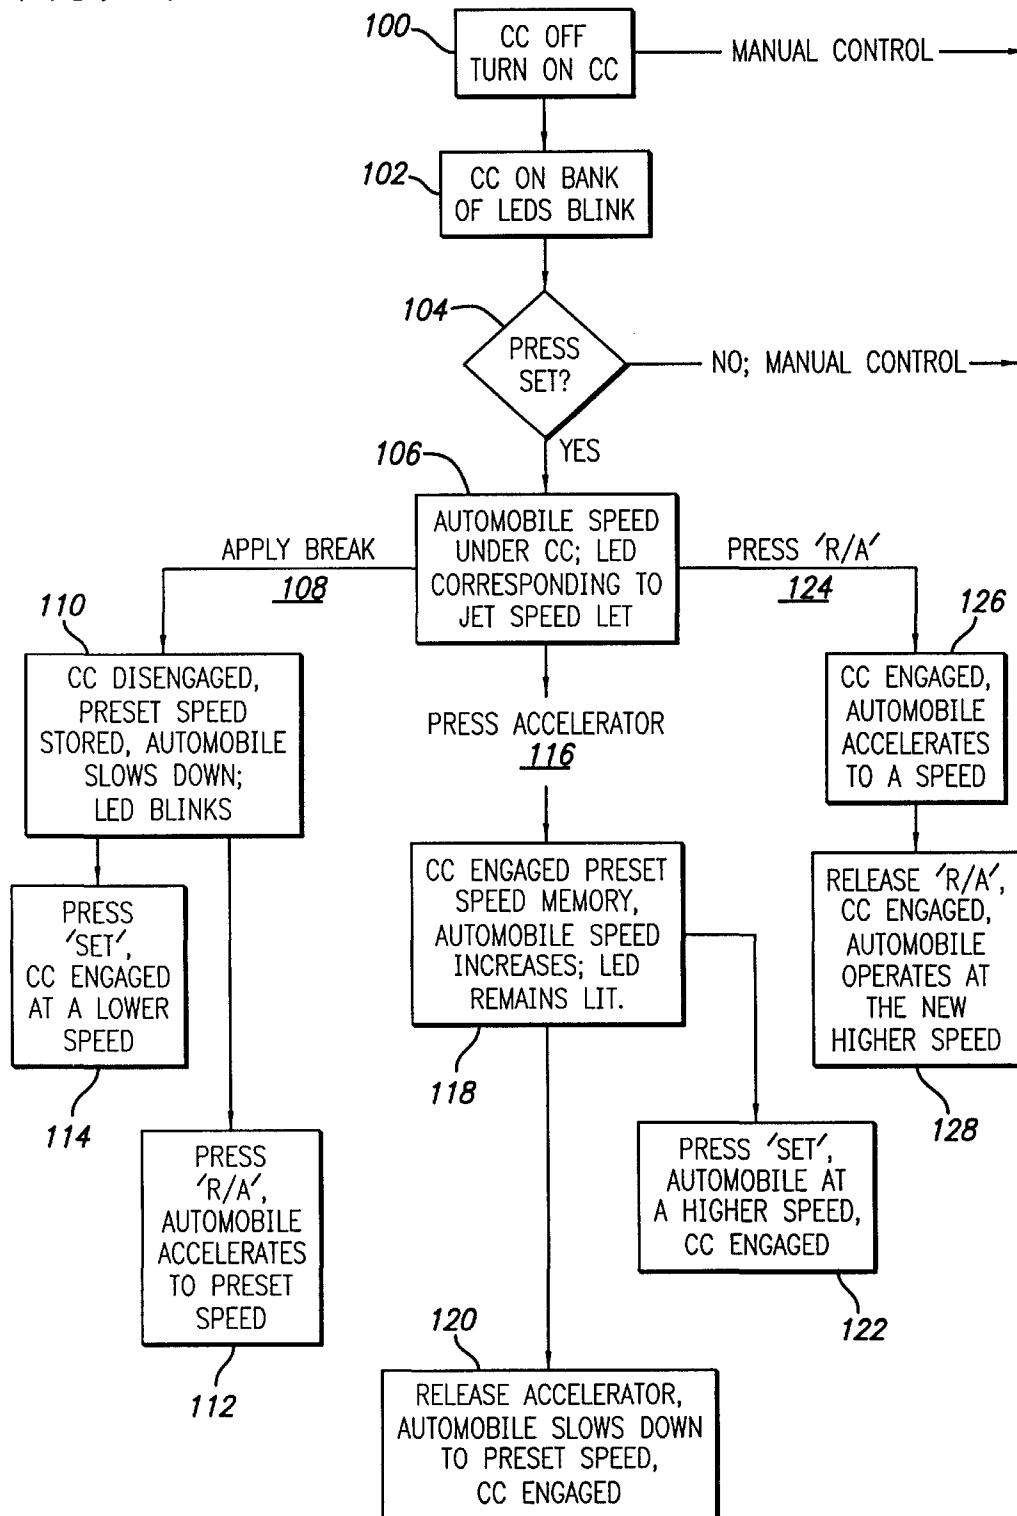 100
CC OFF
TURN ON CC
MANUAL CONTROL
102
CC ON BANK
OF LEDS BLINK
104
PRESS
SET?
NO; MANUAL CONTROL
YES
106
AUTOMOBILE SPEED
UNDER CC; LED
CORRESPONDING TO
JET SPEED LET
APPLY BREAK
108
PRESS 'R/A'
124
110
CC DISENGAGED,
PRESET SPEED
STORED, AUTOMOBILE
SLOWS DOWN;
LED BLINKS
PRESS ACCELERATOR
116
126
CC ENGAGED,
AUTOMOBILE
ACCELERATES
TO A SPEED
PRESS
'SET',
CC ENGAGED
AT A LOWER
SPEED
114
CC ENGAGED PRESET
SPEED MEMORY,
AUTOMOBILE SPEED
INCREASES; LED
REMAINS LIT.
118
RELEASE 'R/A',
CC ENGAGED,
AUTOMOBILE
OPERATES AT
THE NEW
HIGHER SPEED
128
PRESS
'R/A',
AUTOMOBILE
ACCELERATES
TO PRESET
SPEED
112
PRESS 'SET',
AUTOMOBILE AT
A HIGHER SPEED,
CC ENGAGED
122
120
RELEASE ACCELERATOR,
AUTOMOBILE SLOWS DOWN
TO PRESET SPEED,
CC ENGAGED